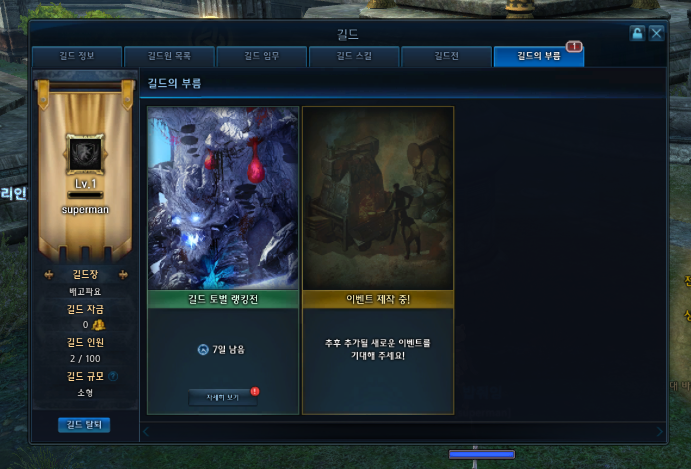 길드
길드 정보
길드원 목록
길드 임무
길드 스킬
길드전
길드의 부름
1
길드의 부름
Lv.1
superman
길드장
배고파요
길드 자금
0
길드 인원
2 / 100
길드 규모 ?
소형
길드 탈퇴
길드 토벌 랭킹전
7일 남음
자세히 보기
!
이벤트 제작 중!
추후 추가될 새로운 이벤트를
기대해 주세요!
리인